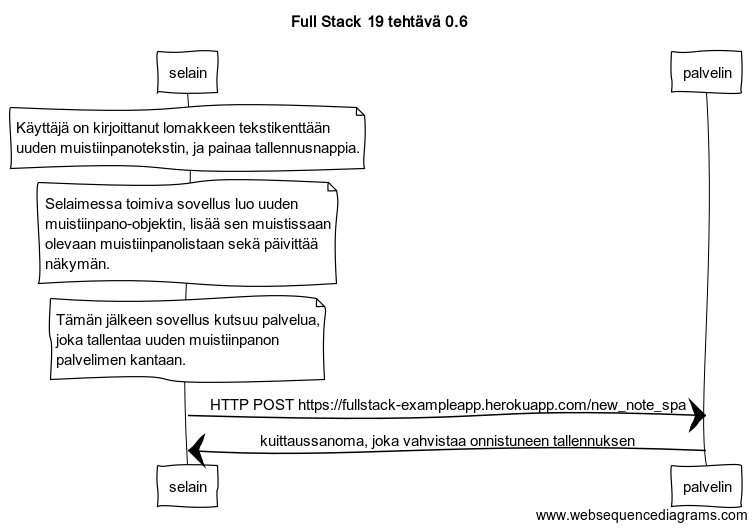 Full Stack 19 tehtävä 0.6
selain
palvelin
Käyttäjä on kirjoittanut lomakkeen tekstikenttään
uuden muistiinpanotekstin, ja painaa tallennusnappia.
Selaimessa toimiva sovellus luo uuden
muistiinpano-objektin, lisää sen muistissaan
olevaan muistiinpanolistaan sekä päivittää
näkymän.
Tämän jälkeen sovellus kutsuu palvelua,
joka tallentaa uuden muistiinpanon
palvelimen kantaan.
HTTP POST https://fullstack-exampleapp.herokuapp.com/new_note_spa
kuittaussanoma, joka vahvistaa onnistuneen tallennuksen
selain
palvelin
www.websequencediagrams.com